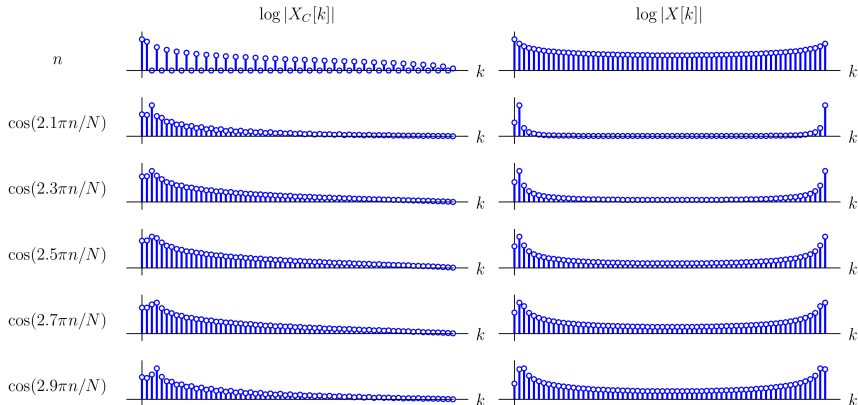 log |X_C[k]| log |X[k]|
n k k
cos(2.1πn/N) k k
cos(2.3πn/N) k k
cos(2.5πn/N) k k
cos(2.7πn/N) k k
cos(2.9πn/N) k k